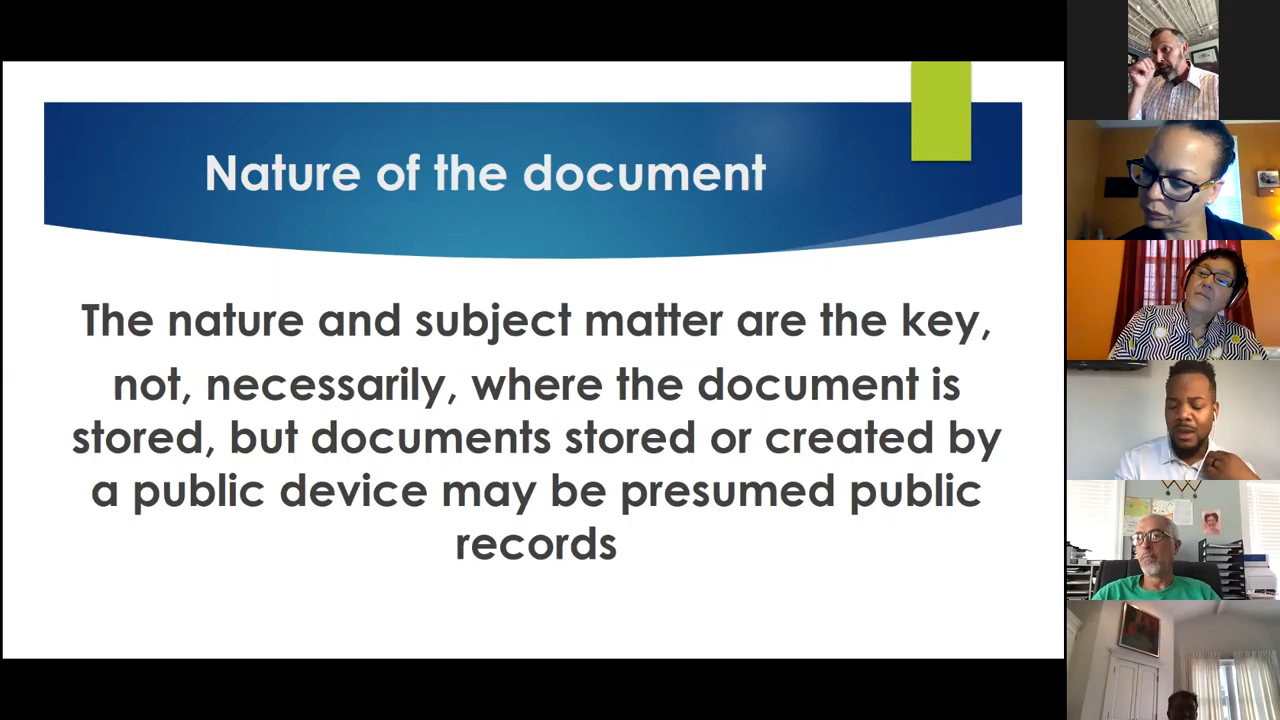 Nature of the document
The nature and subject matter are the key,
not, necessarily, where the document is
stored, but documents stored or created by
a public device may be presumed public
records